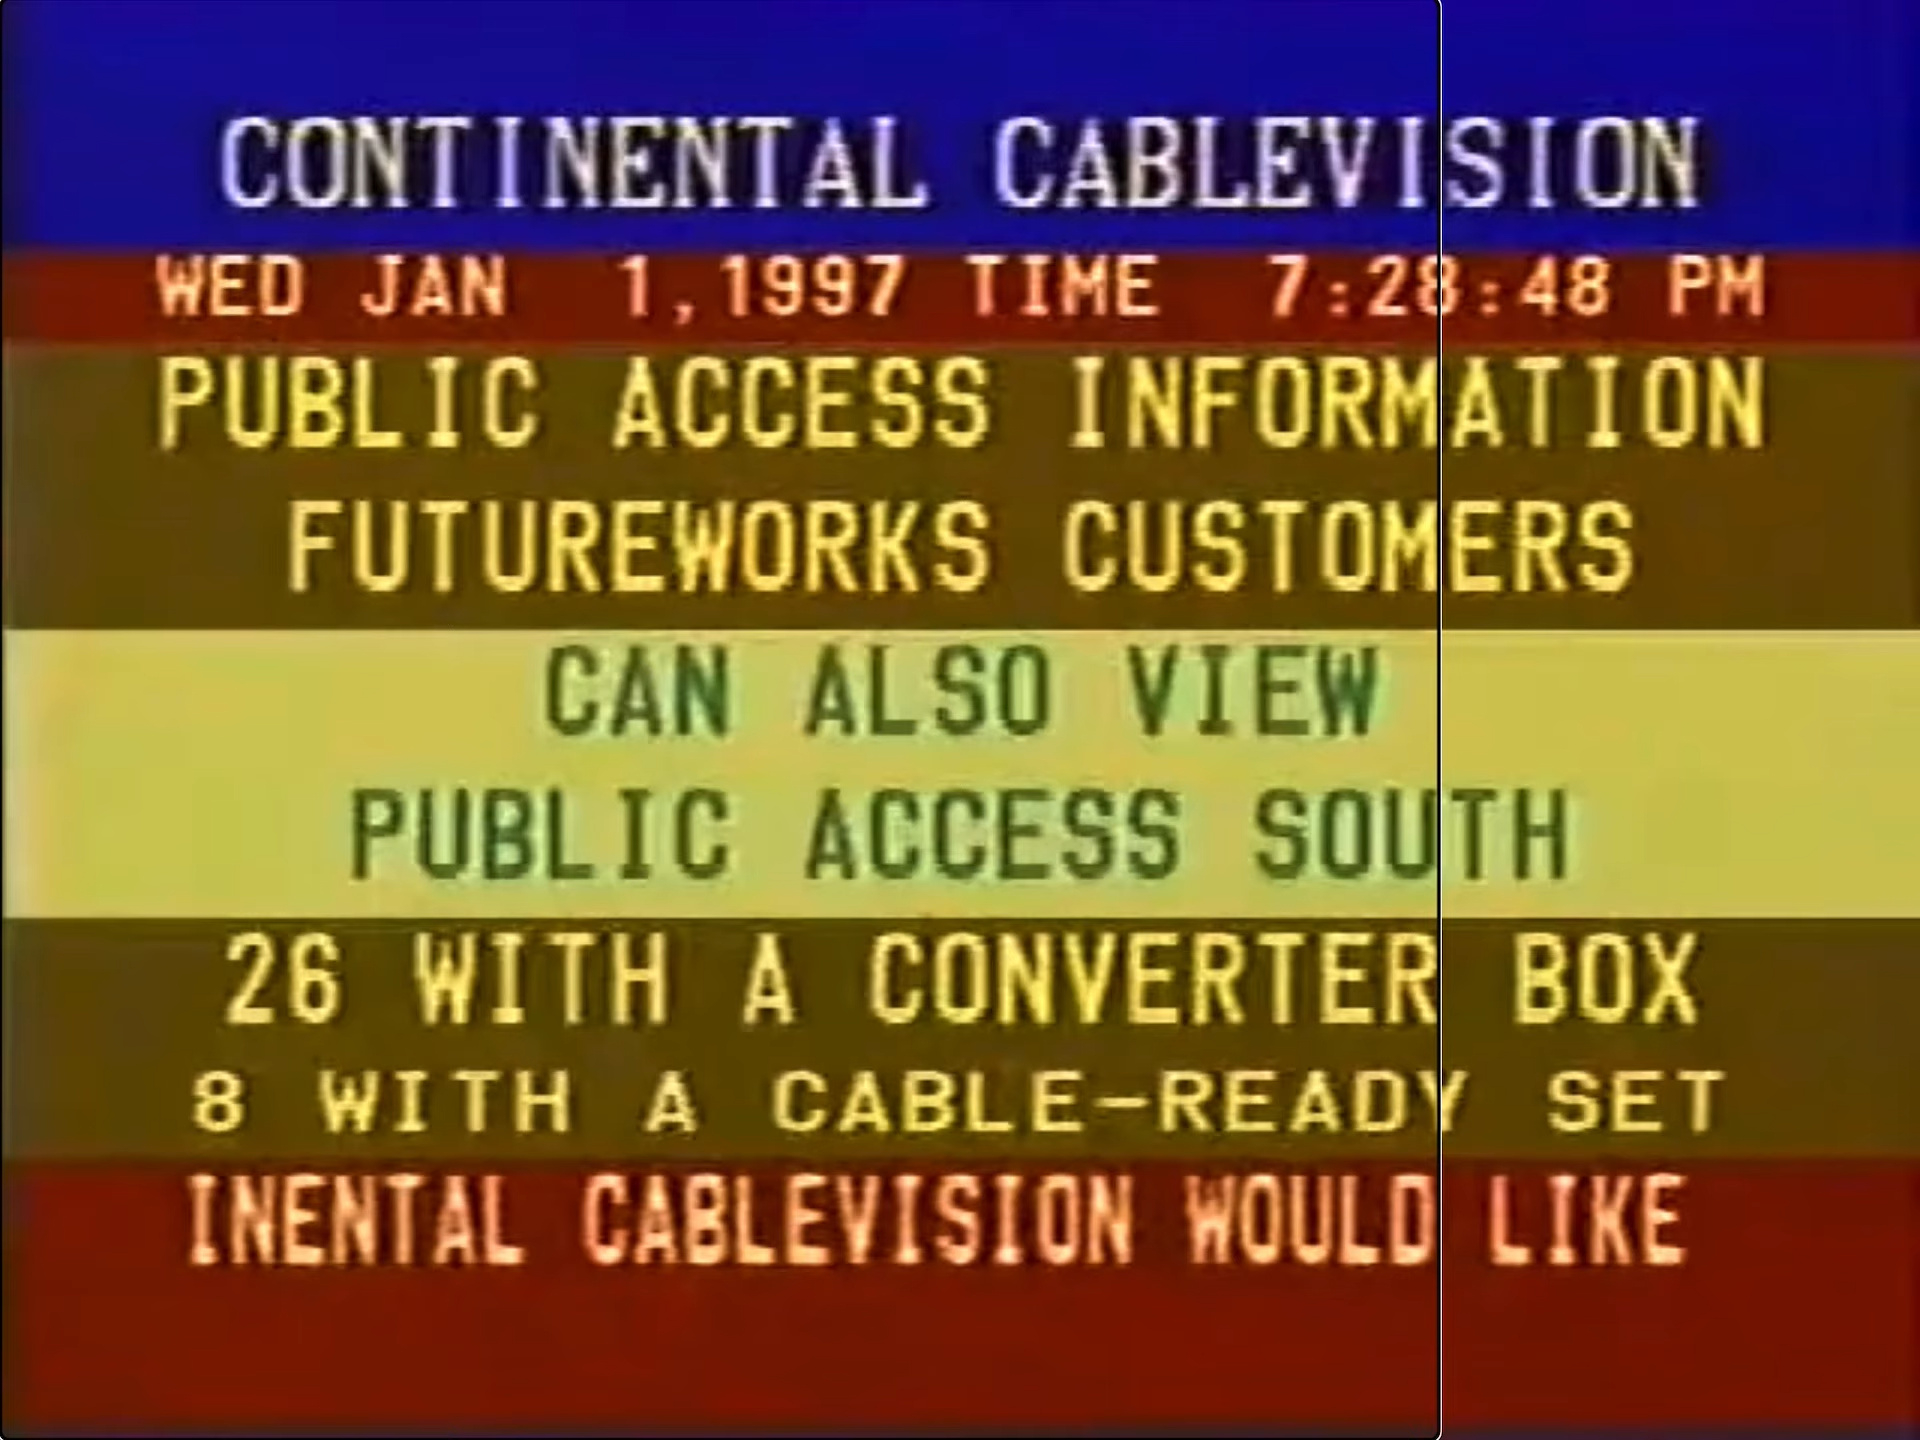 CONTINENTAL CABLEVISION
WED JAN 1,1997 TIME 7:28:48 PM
PUBLIC ACCESS INFORMATION
FUTUREWORKS CUSTOMERS
CAN ALSO VIEW
PUBLIC ACCESS SOUTH
26 WITH A CONVERTER BOX
8 WITH A CABLE-READY SET
INENTAL CABLEVISION WOULD LIKE